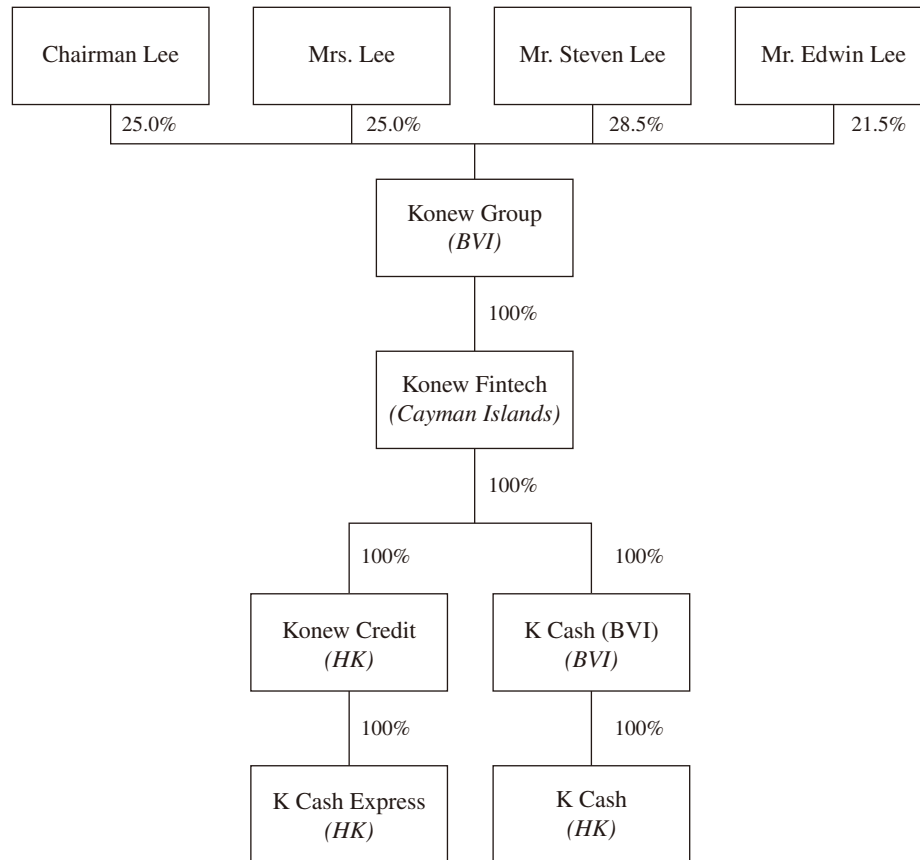 Chairman Lee
Mrs. Lee
Mr. Steven Lee
Mr. Edwin Lee
25.0%
25.0%
28.5%
21.5%
Konew Group
(BVI)
100%
Konew Fintech
(Cayman Islands)
100%
100%
100%
Konew Credit
(HK)
K Cash (BVI)
(BVI)
100%
100%
K Cash Express
(HK)
K Cash
(HK)